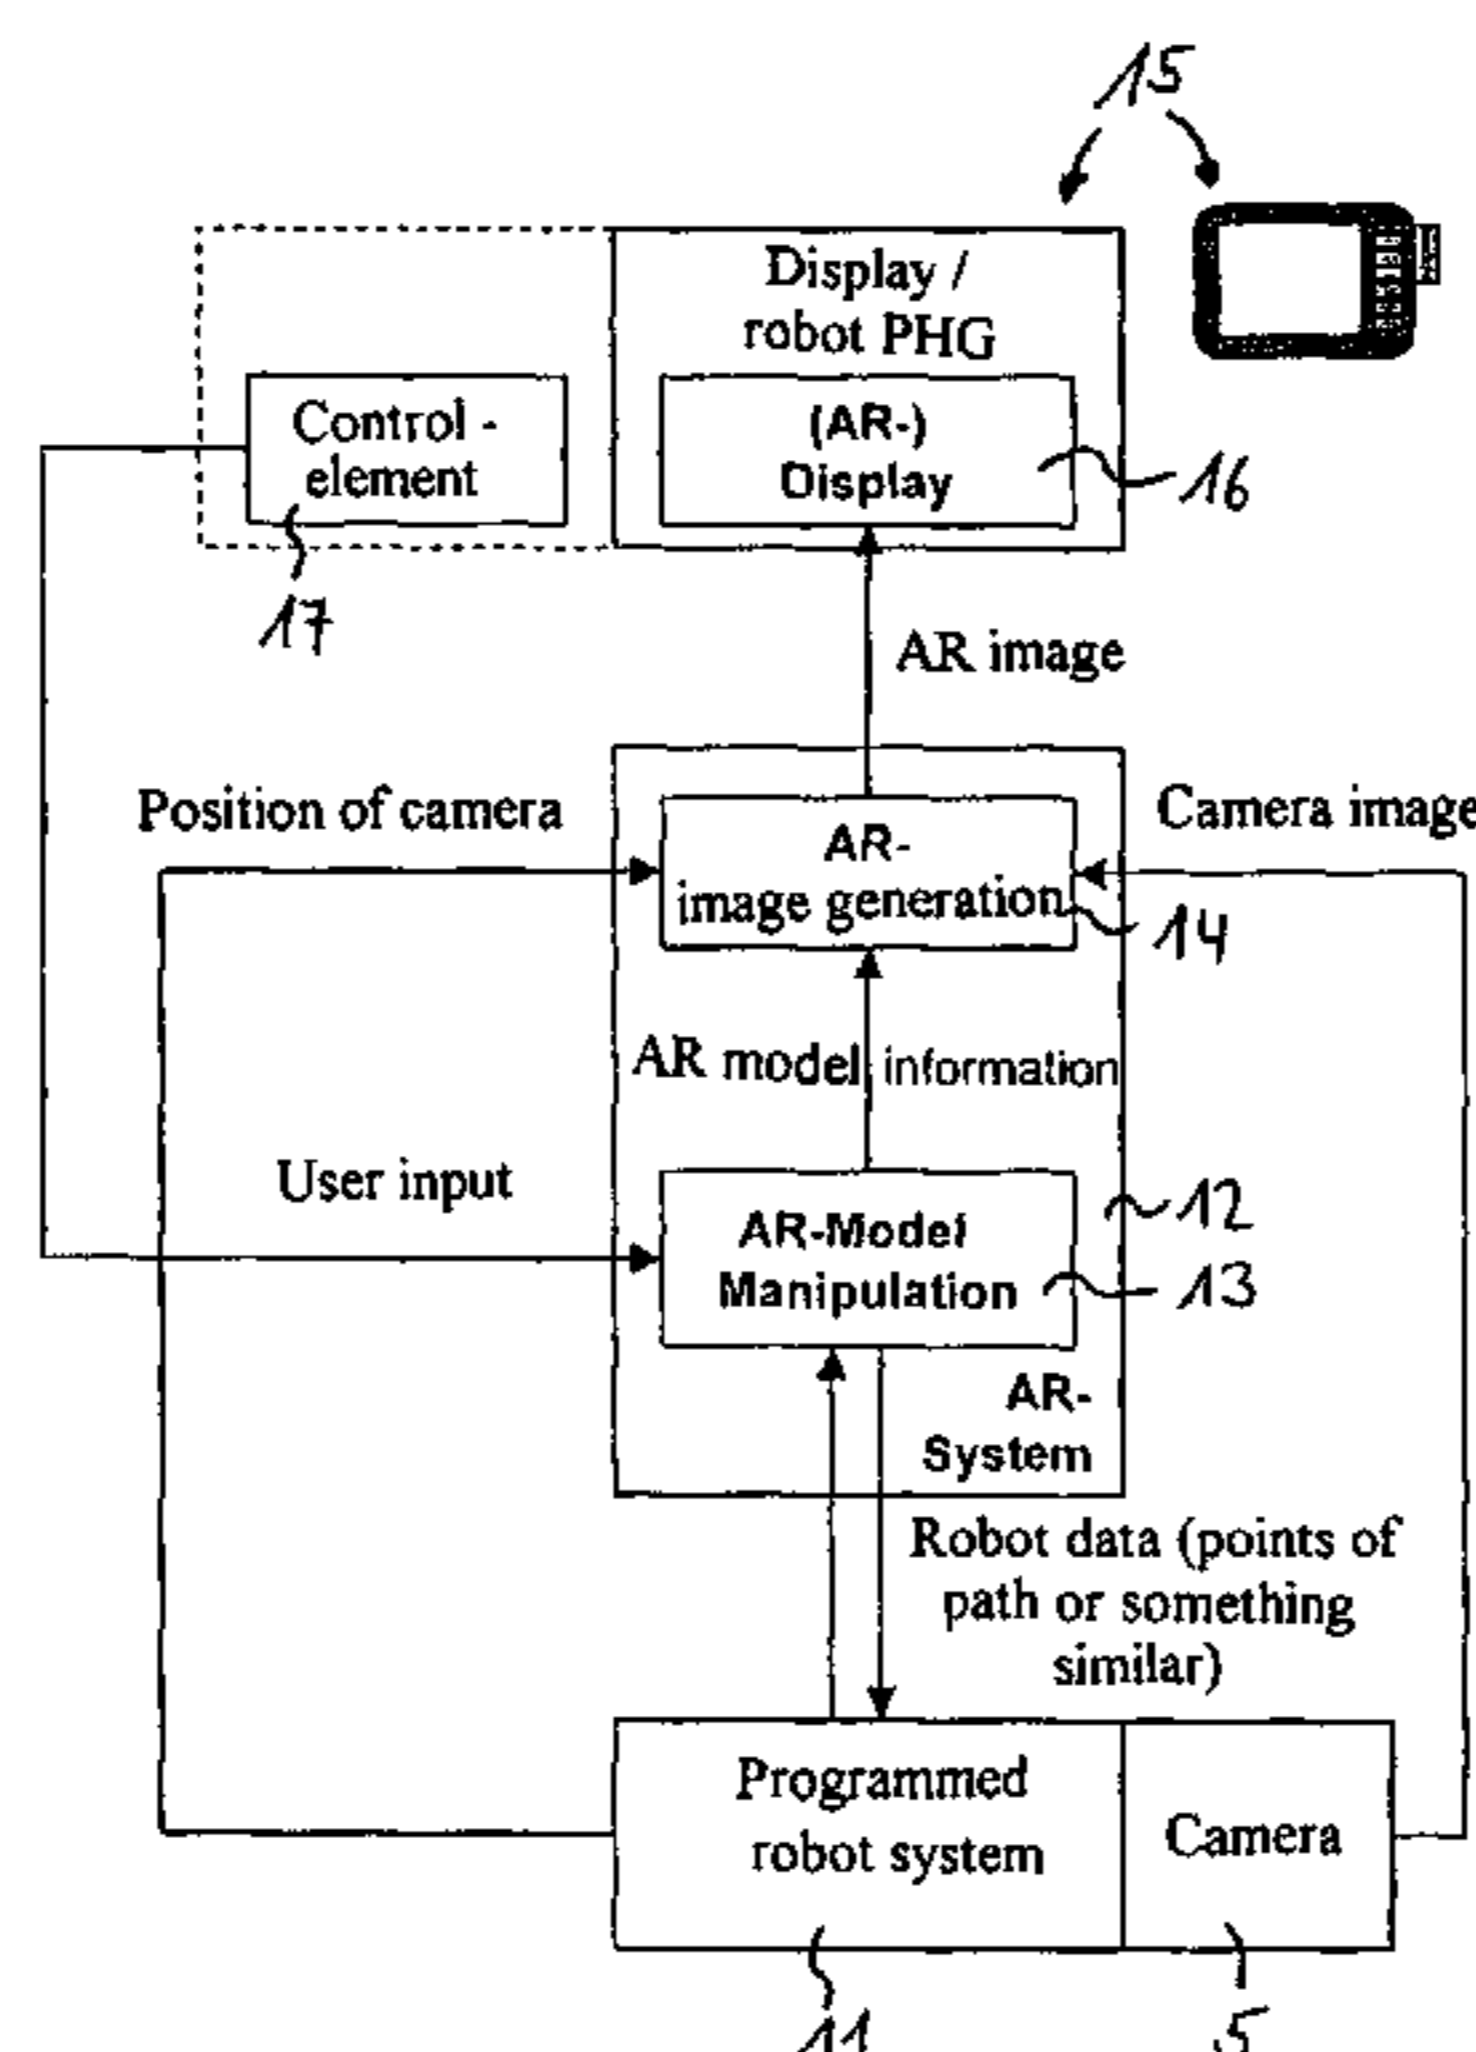 15
Display /
robot PHG
Control -
element
(AR-)
Display
16
17
AR image
Position of camera
Camera image
AR-
image generation
14
AR model information
User input
12
AR-Model
Manipulation
13
AR-
System
Robot data (points of
path or something
similar)
Programmed
robot system
Camera
11
5